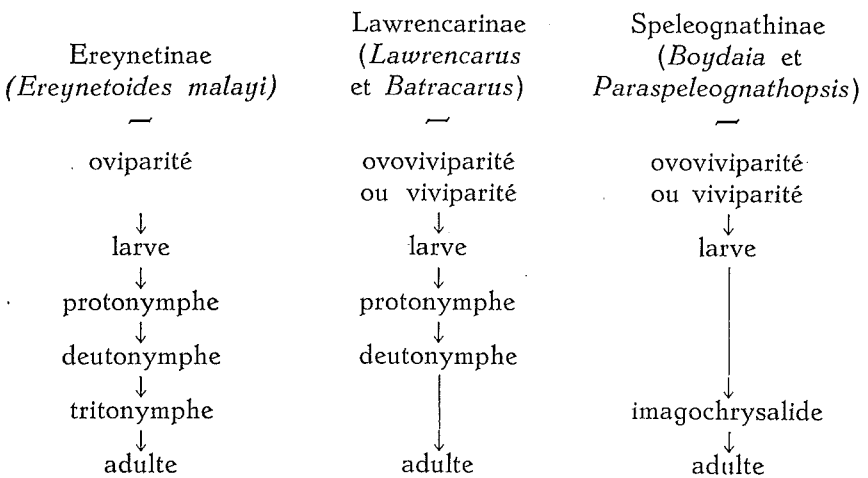 Ereynetinae
(Ereynetoides malayi)
oviparité
↓
larve
↓
protonymphe
↓
deutonymphe
↓
tritonymphe
↓
adulte
Lawrencarinae
(Lawrencarus
et Batracarus)
ovoviviparité
ou viviparité
↓
larve
↓
protonymphe
↓
deutonymphe
↓
adulte
Speleognathinae
(Boydaia et
Paraspeleognathopsis)
ovoviviparité
ou viviparité
↓
larve
↓
imagochrysalide
↓
adulte